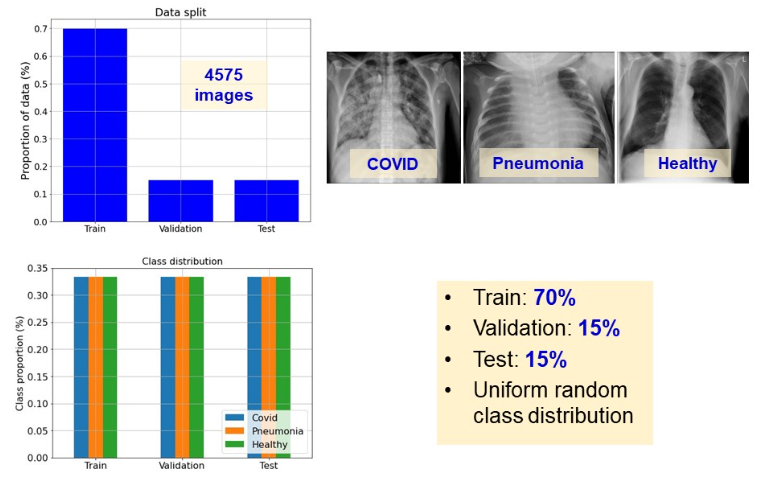 Data split
Proportion of data (%)
0.7
0.6
0.5
0.4
0.3
0.2
0.1
0.0
Train
Validation
Test
4575
images
COVID
Pneumonia
Healthy
L
Class distribution
Class proportion (%)
0.35
0.30
0.25
0.20
0.15
0.10
0.05
0.00
Train
Validation
Test
Covid
Pneumonia
Healthy
• Train: 70%
• Validation: 15%
• Test: 15%
• Uniform random
class distribution